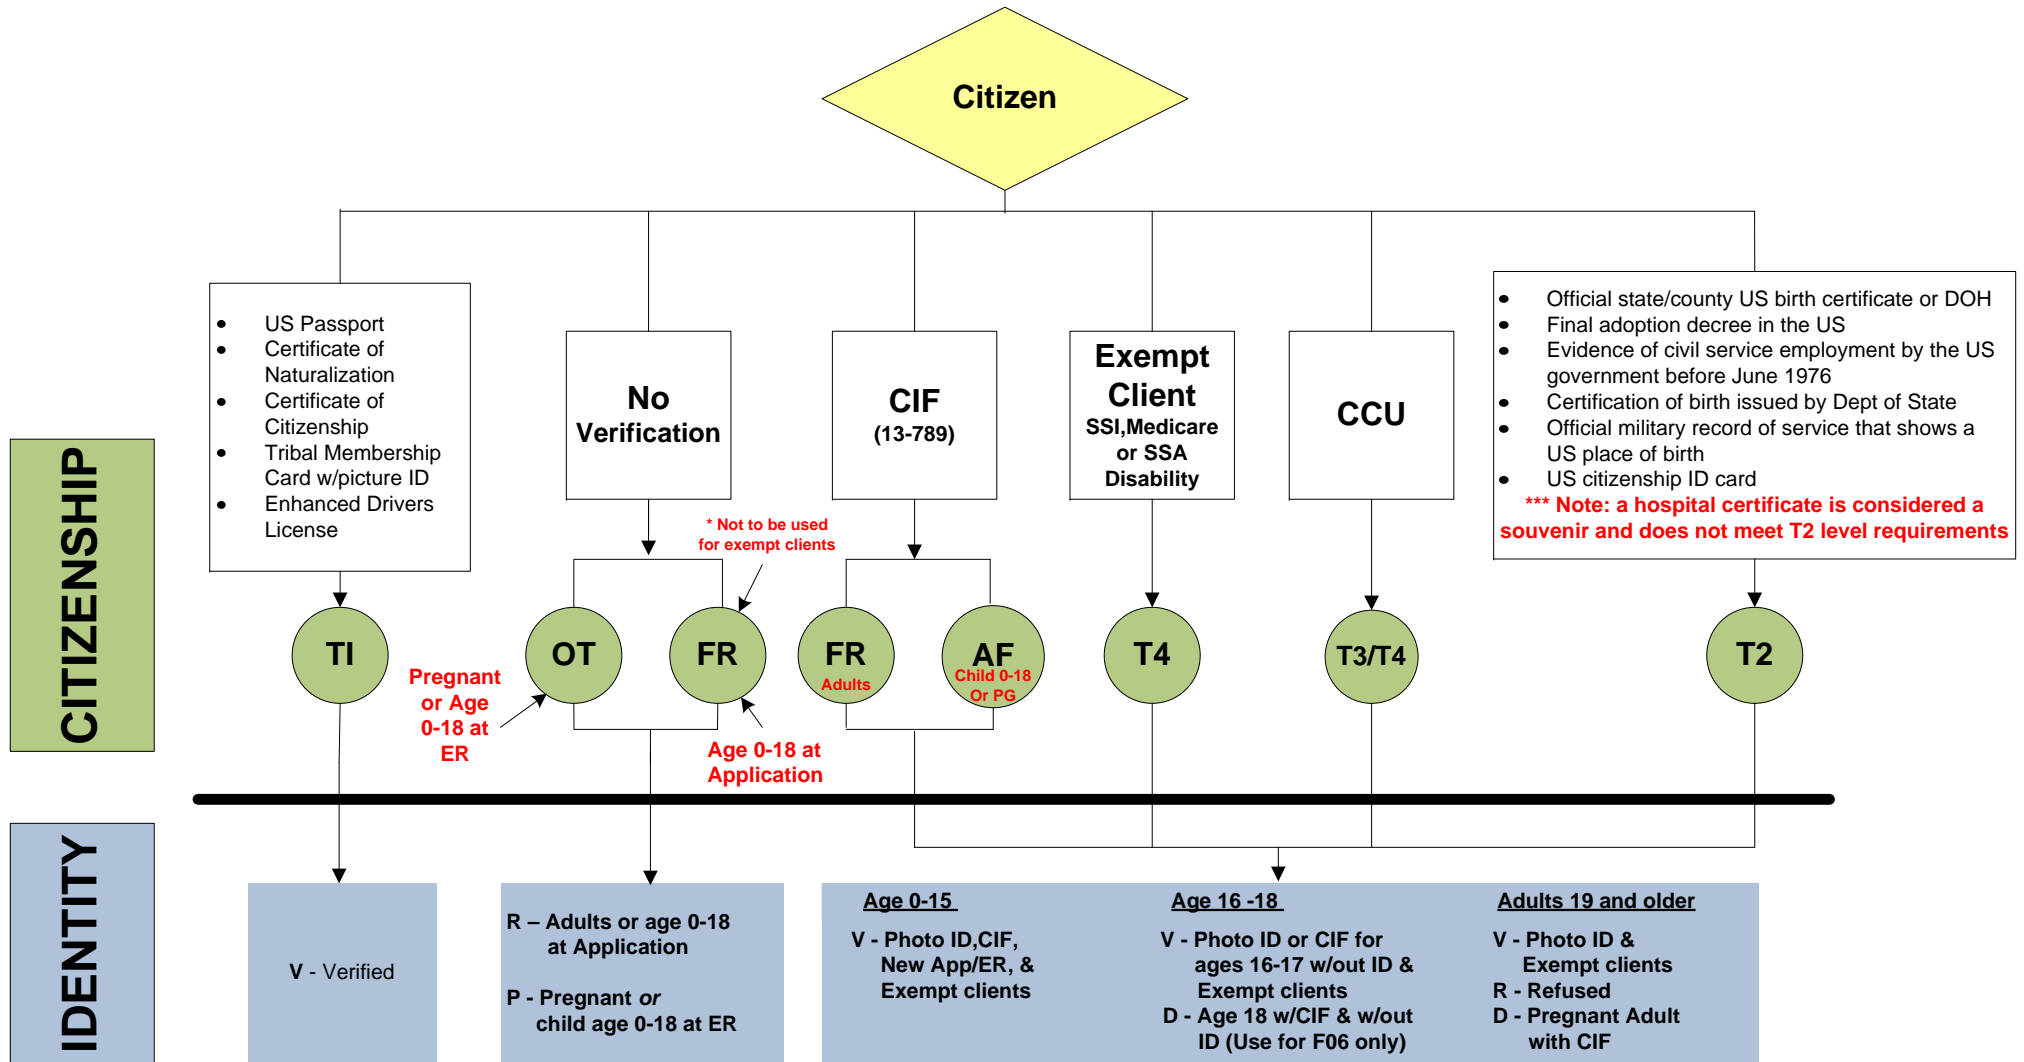 Citizen
US Passport
Certificate of
Naturalization
Certificate of
Citizenship
Tribal Membership
Card w/picture ID
Enhanced Drivers
License
No
Verification
CIF
(13-789)
Exempt
Client
SSI,Medicare
or SSA
Disability
CCU
Official state/county US birth certificate or DOH
Final adoption decree in the US
Evidence of civil service employment by the US
government before June 1976
Certification of birth issued by Dept of State
Official military record of service that shows a
US place of birth
US citizenship ID card
*** Note: a hospital certificate is considered a
souvenir and does not meet T2 level requirements
* Not to be used
for exempt clients
CITIZENSHIP
TI
OT
FR
FR
Adults
AF
Child 0-18
Or PG
T4
T3/T4
T2
Pregnant
or Age
0-18 at
ER
Age 0-18 at
Application
IDENTITY
V - Verified
R – Adults or age 0-18
at Application
P - Pregnant or
child age 0-18 at ER
Age 0-15
V - Photo ID,CIF,
New App/ER, &
Exempt clients
Age 16 -18
V - Photo ID or CIF for
ages 16-17 w/out ID &
Exempt clients
D - Age 18 w/CIF & w/out
ID (Use for F06 only)
Adults 19 and older
V - Photo ID &
Exempt clients
R - Refused
D - Pregnant Adult
with CIF